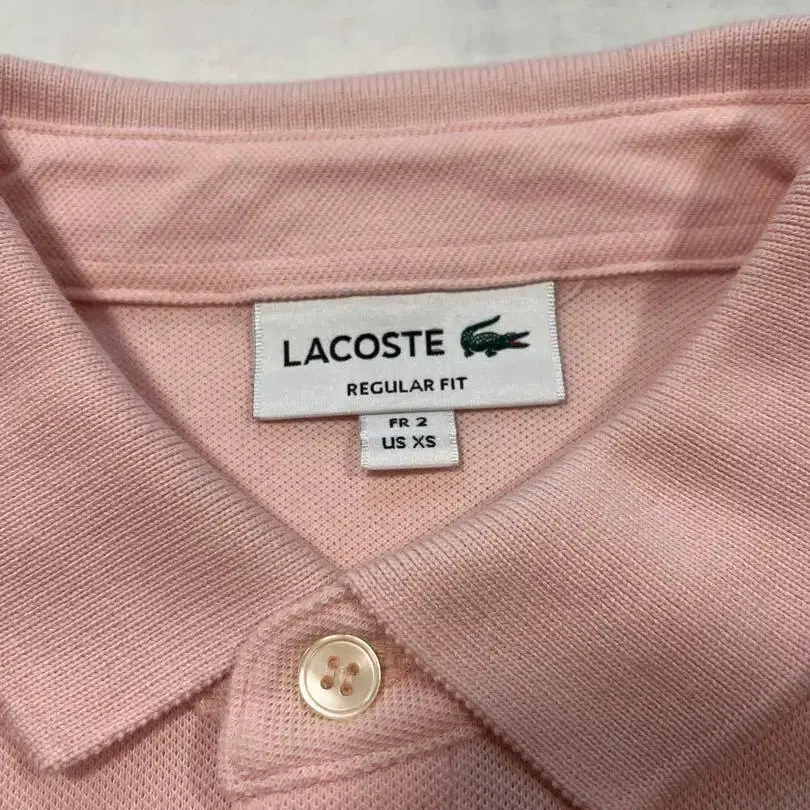 LACOSTE
REGULAR FIT
FR 2
US XS